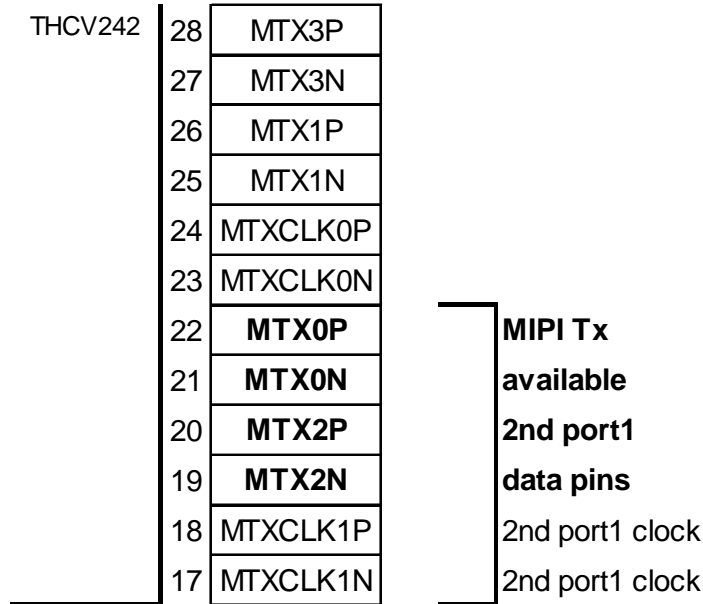 THCV242 28 MTX3P
27 MTX3N
26 MTX1P
25 MTX1N
24 MTXCLK0P
23 MTXCLK0N
22 MTX0P MIPI Tx
21 MTX0N available
20 MTX2P 2nd port1
19 MTX2N data pins
18 MTXCLK1P 2nd port1 clock
17 MTXCLK1N 2nd port1 clock